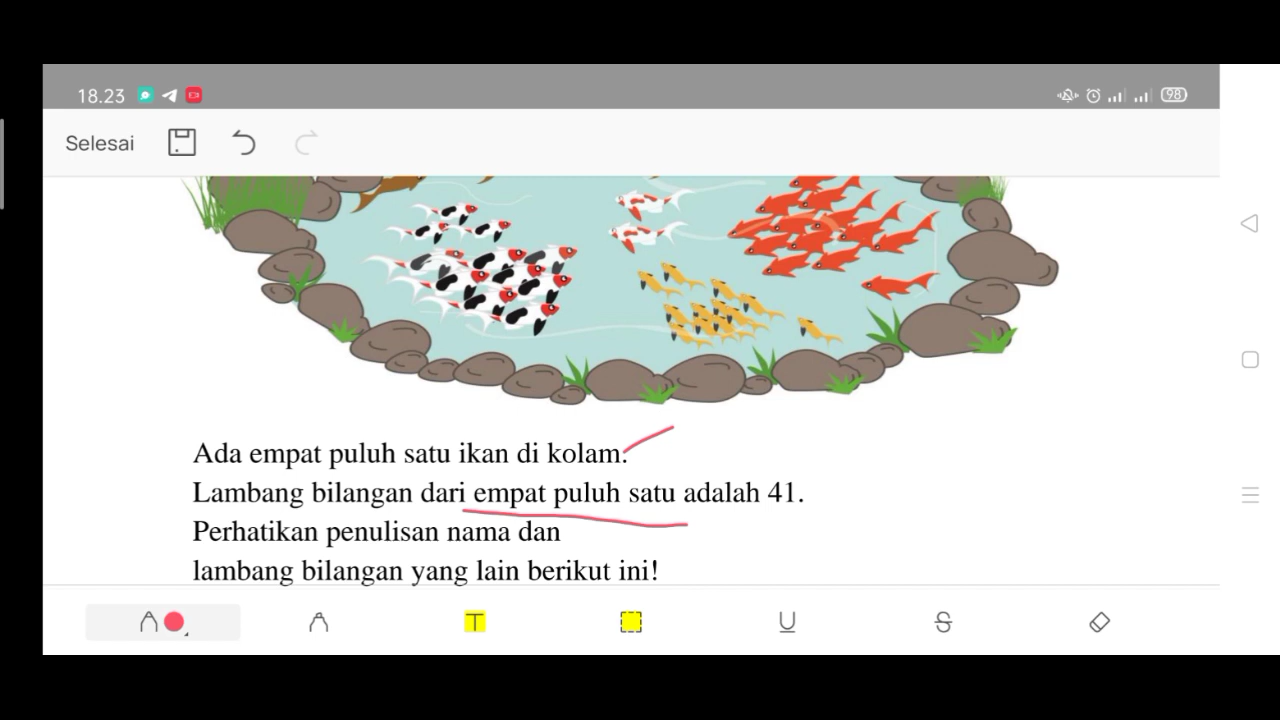 18.23
98
Selesai
Ada empat puluh satu ikan di kolam.
Lambang bilangan dari empat puluh satu adalah 41.
Perhatikan penulisan nama dan
lambang bilangan yang lain berikut ini!
T
U
S